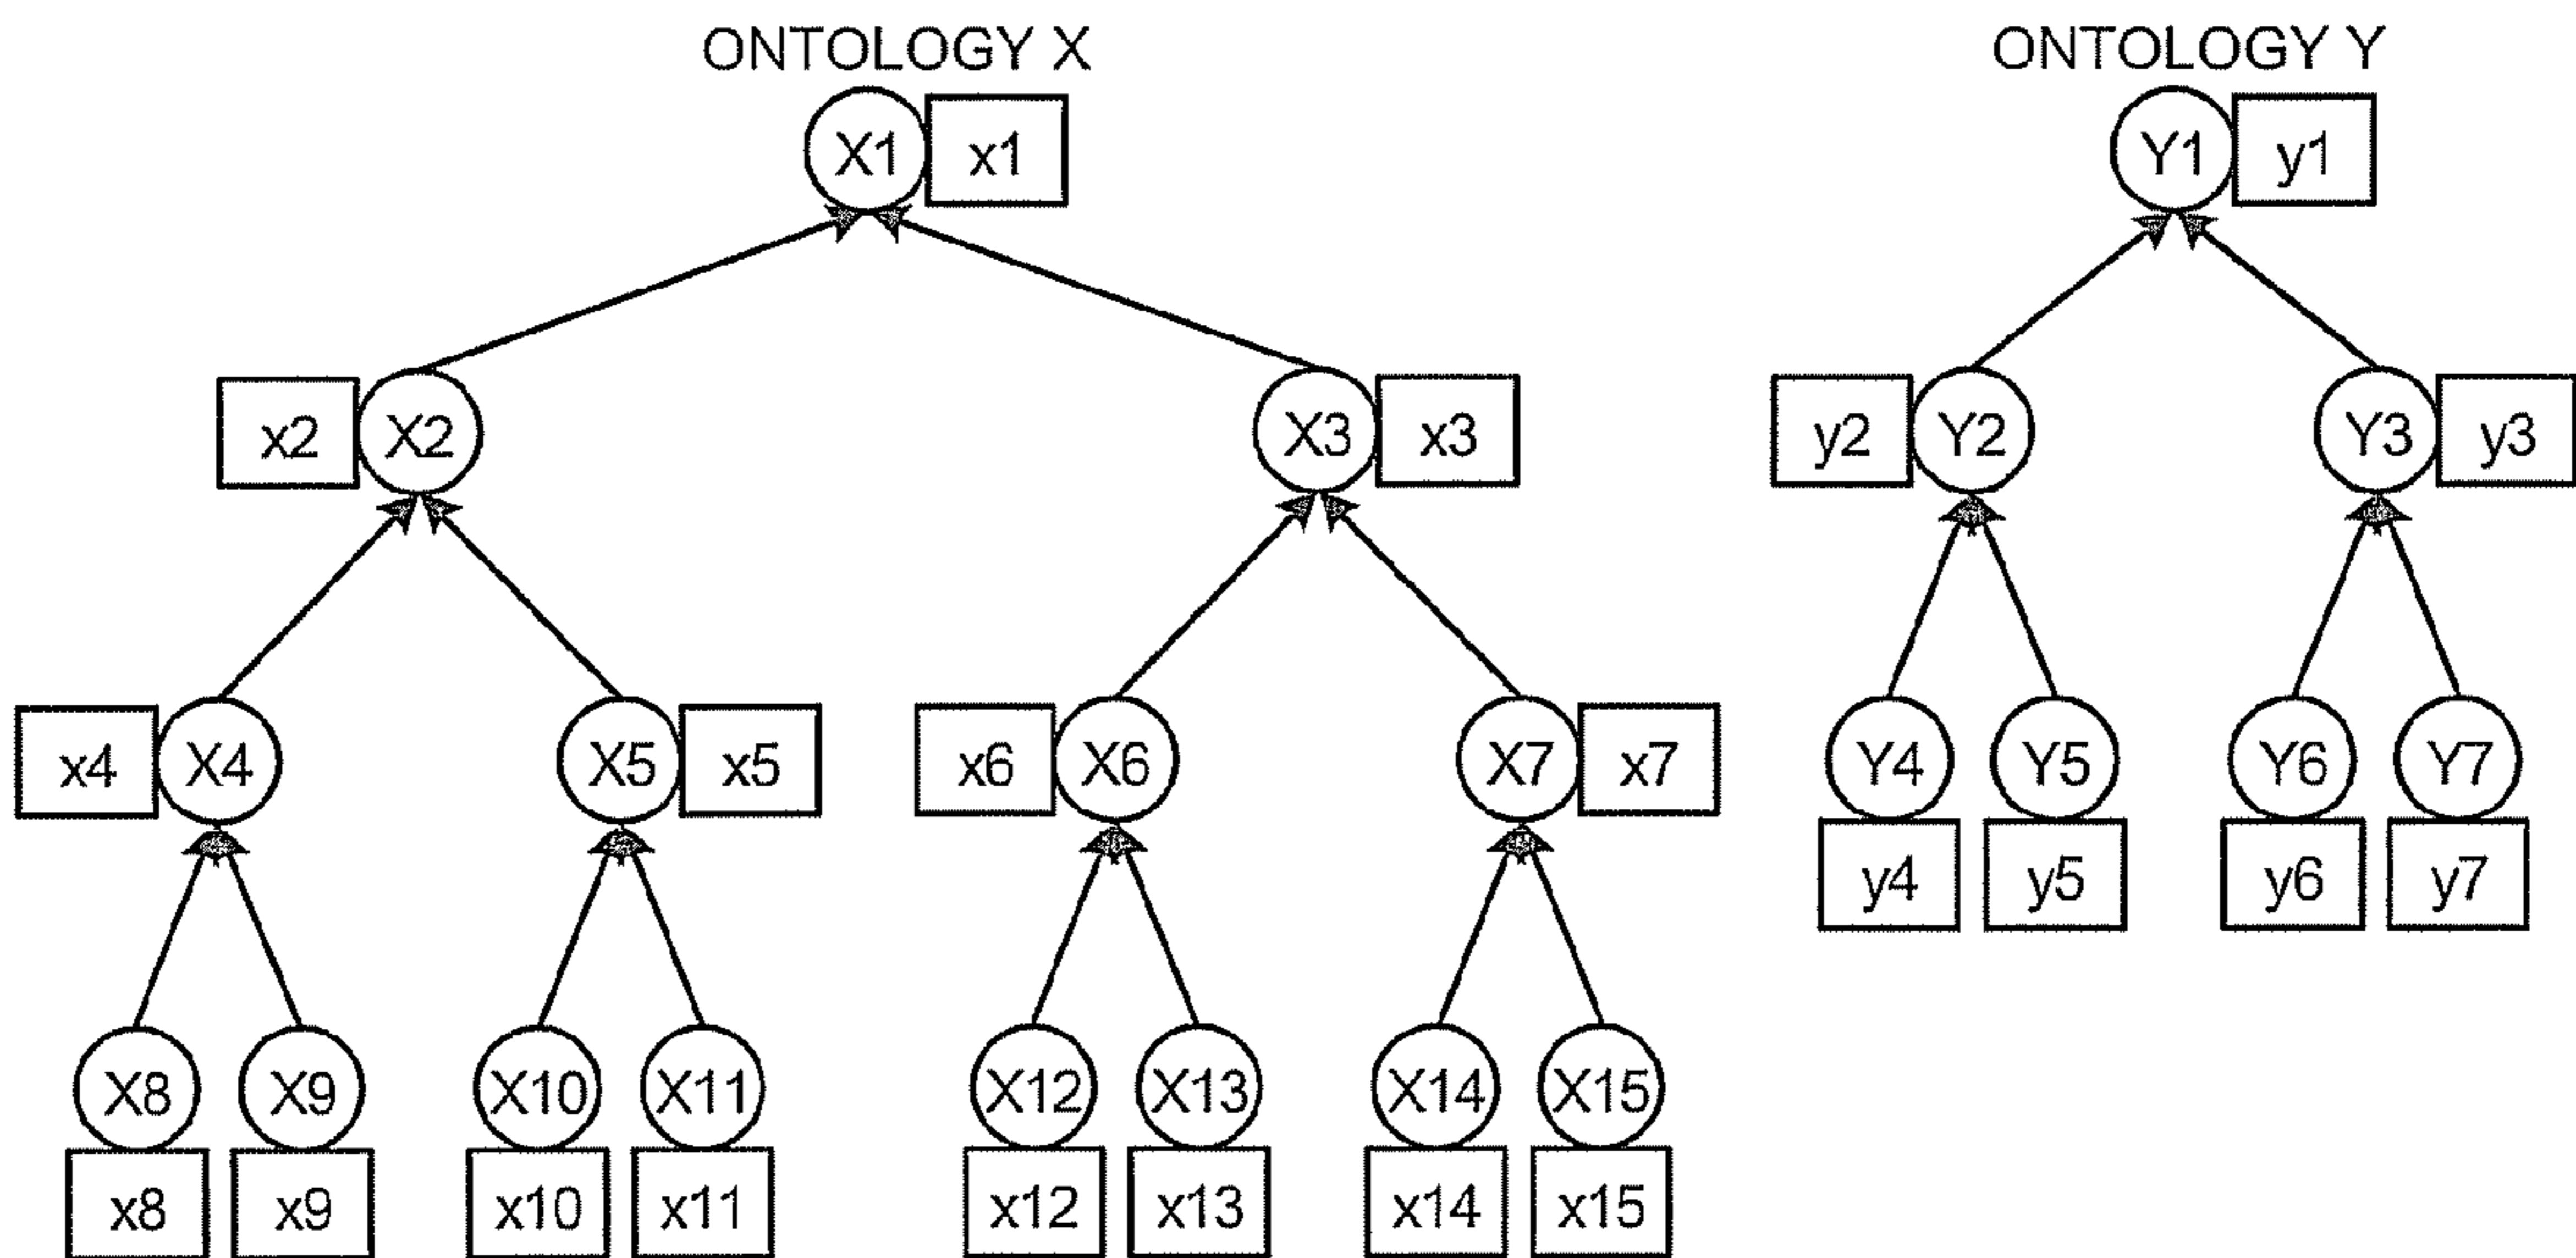 ONTOLOGY X ONTOLOGY Y
X1 x1 Y1 y1
x2 X2 X3 x3 y2 Y2 Y3 y3
x4 X4 X5 x5 x6 X6 X7 x7 Y4 Y5 Y6 Y7
y4 y5 y6 y7
X8 X9 X10 X11 X12 X13 X14 X15
x8 x9 x10 x11 x12 x13 x14 x15